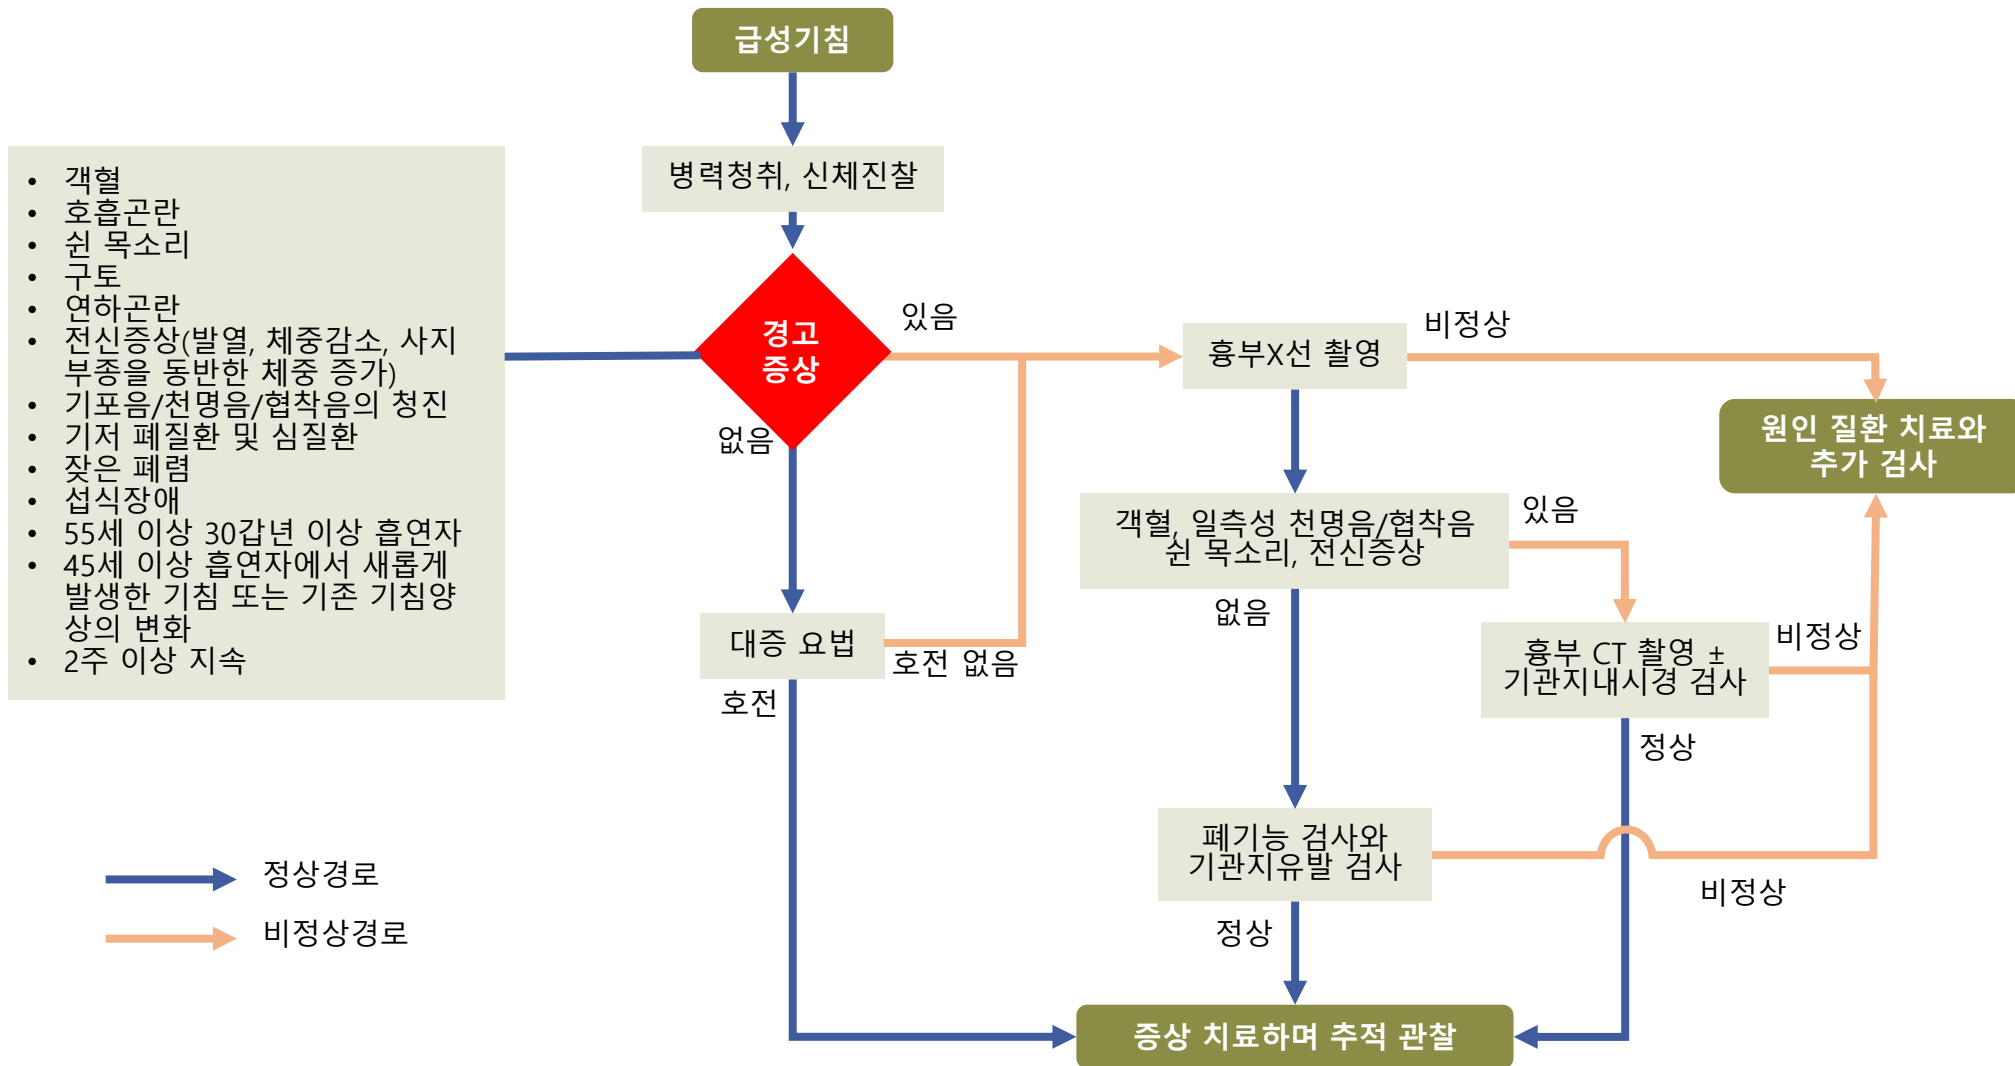 급성기침
병력청취, 신체진찰
• 객혈
• 호흡곤란
• 쉰 목소리
• 구토
• 연하곤란
• 전신증상(발열, 체중감소, 사지
부종을 동반한 체중 증가)
• 기포음/천명음/협착음의 청진
• 기저 폐질환 및 심질환
• 잦은 폐렴
• 섭식장애
• 55세 이상 30갑년 이상 흡연자
• 45세 이상 흡연자에서 새롭게
발생한 기침 또는 기존 기침양
상의 변화
• 2주 이상 지속
경고
증상
있음
없음
흉부X선 촬영
비정상
원인 질환 치료와
추가 검사
객혈, 일측성 천명음/협착음
쉰 목소리, 전신증상
있음
없음
대증 요법
호전 없음
호전
흉부 CT 촬영 ±
기관지내시경 검사
비정상
정상
폐기능 검사와
기관지유발 검사
비정상
정상
정상경로
비정상경로
증상 치료하며 추적 관찰